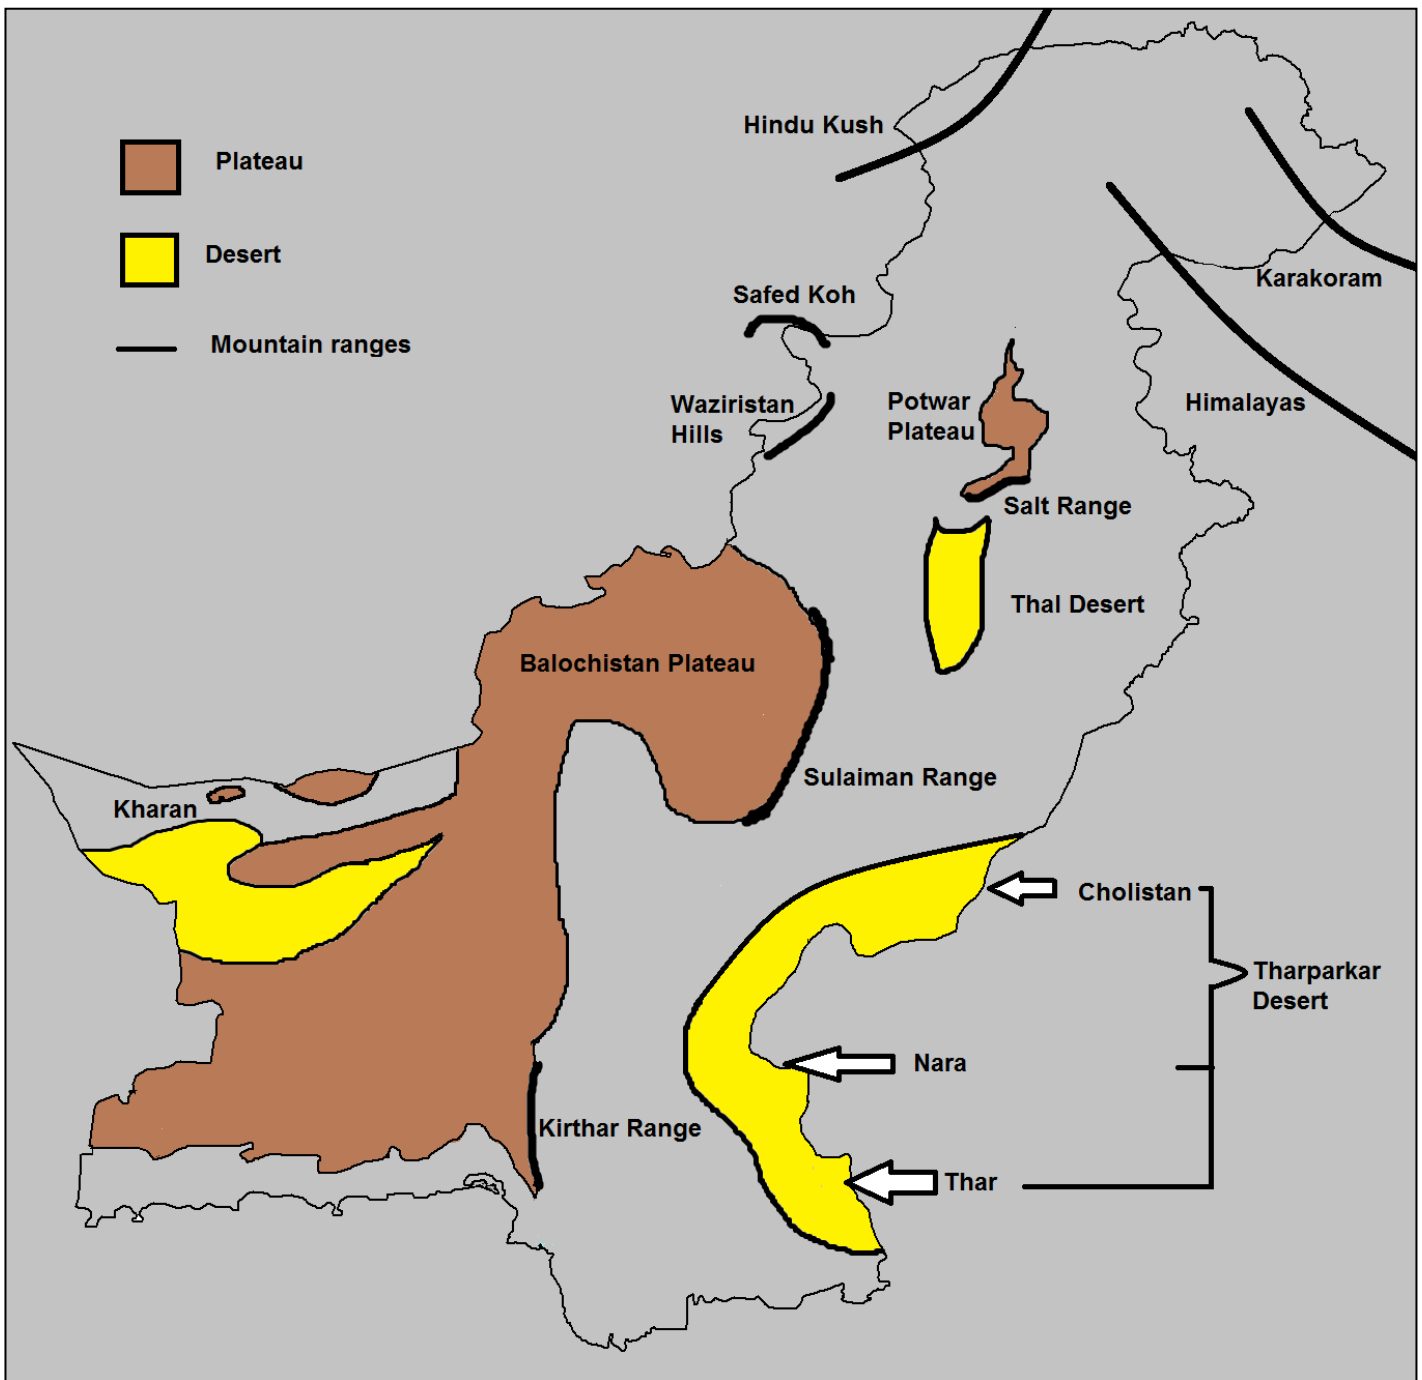 Hindu Kush
Plateau
Desert
Karakoram
Safed Koh
Mountain ranges
Waziristan
Hills
Potwar
Plateau
Himalayas
Salt Range
Thal Desert
Balochistan Plateau
Sulaiman Range
Kharan
Cholistan
Tharparkar
Desert
Nara
Kirthar Range
Thar